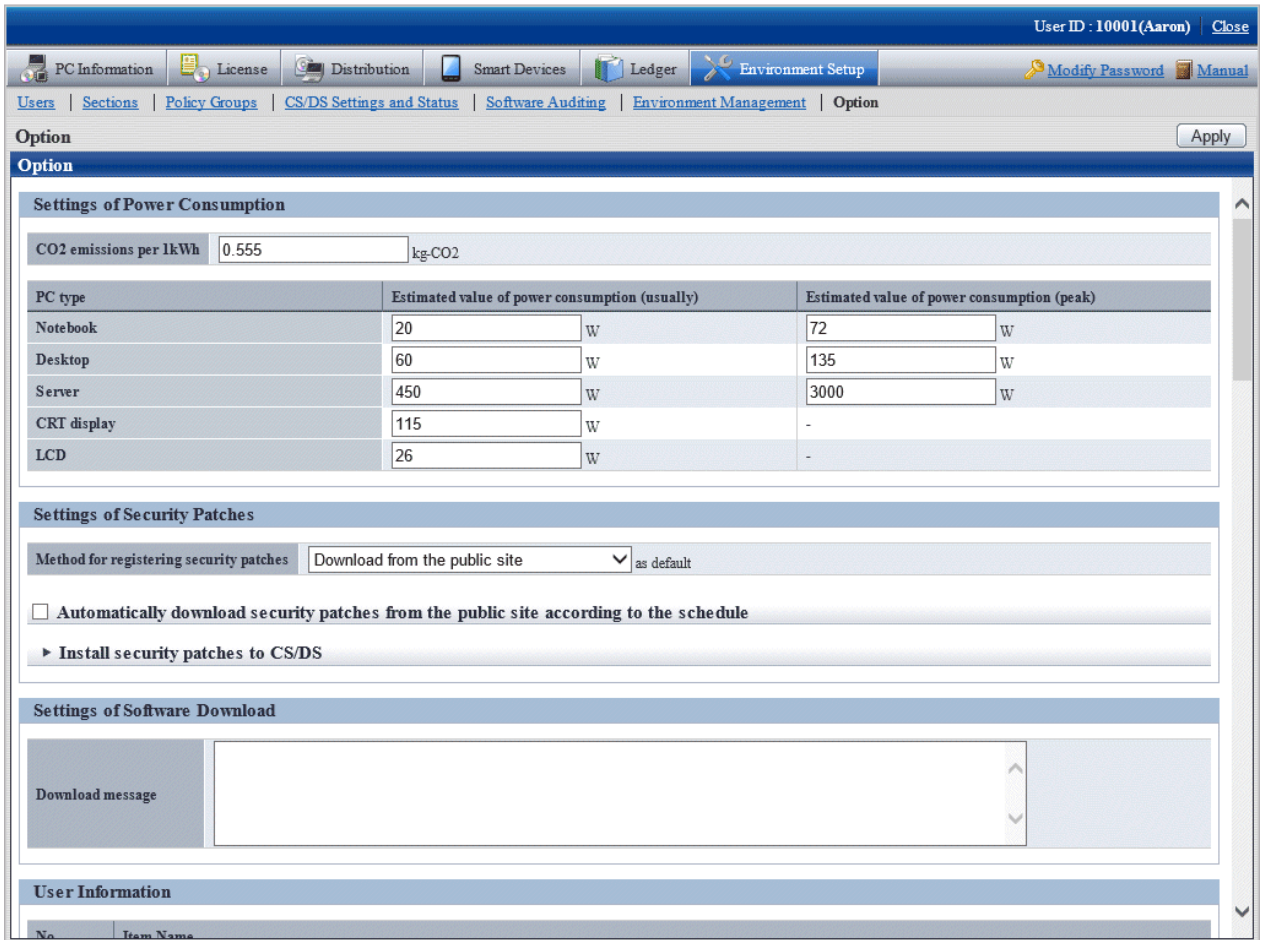 User ID : 10001(Aaron) Close
PC Information License Distribution Smart Devices Ledger Environment Setup Modify Password Manual
Users | Sections | Policy Groups | CS/DS Settings and Status | Software Auditing | Environment Management | Option
Option Apply
Option
Settings of Power Consumption
CO2 emissions per 1kWh 0.555 kg-CO2
PC type Estimated value of power consumption (usually) Estimated value of power consumption (peak)
Notebook 20 W 72 W
Desktop 60 W 135 W
Server 450 W 3000 W
CRT display 115 W -
LCD 26 W -
Settings of Security Patches
Method for registering security patches Download from the public site as default
Automatically download security patches from the public site according to the schedule
Install security patches to CS/DS
Settings of Software Download
Download message
User Information
No. Item Name